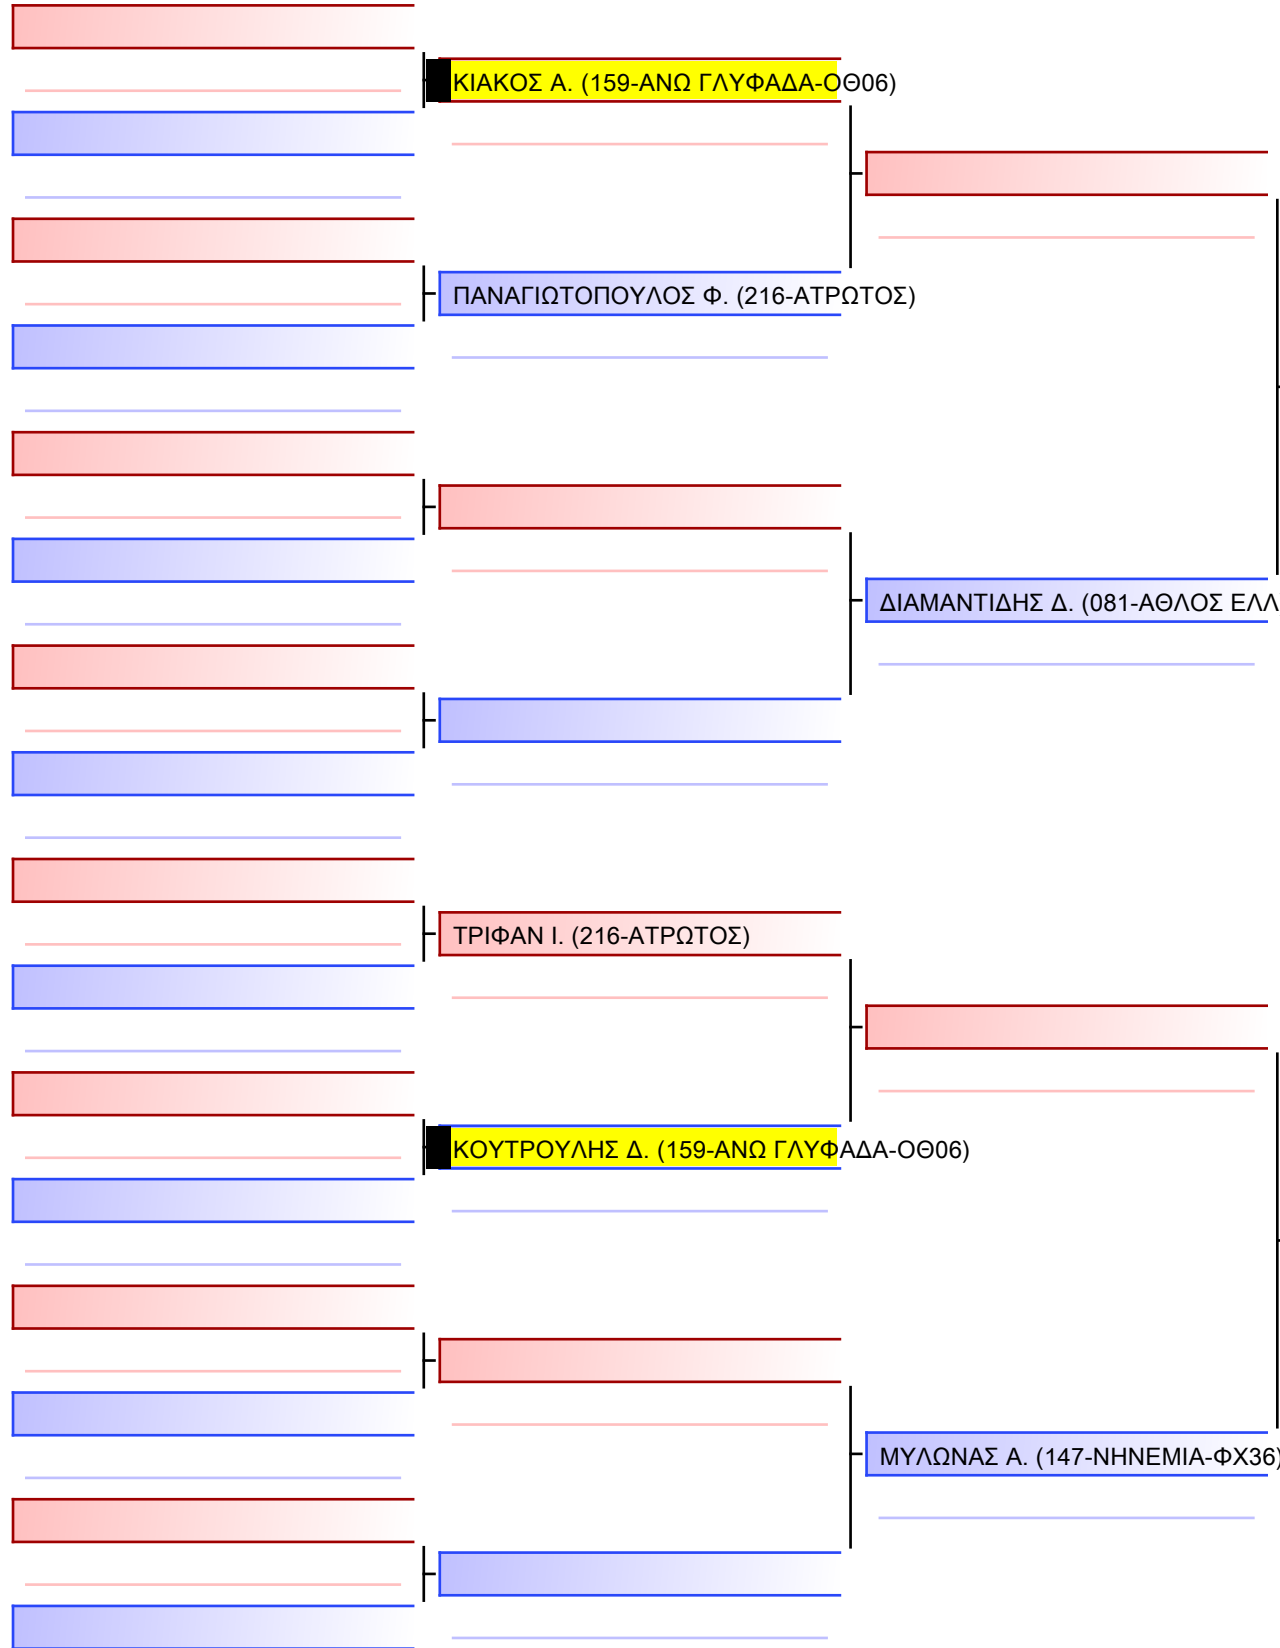 ΚΙΑΚΟΣ Α. (159-ΑΝΩ ΓΛΥΦΑΔΑ-ΟΘ06)
ΠΑΝΑΓΙΩΤΟΠΟΥΛΟΣ Φ. (216-ΑΤΡΩΤΟΣ)
ΔΙΑΜΑΝΤΙΔΗΣ Δ. (081-ΑΘΛΟΣ ΕΛΛ
ΤΡΙΦΑΝ Ι. (216-ΑΤΡΩΤΟΣ)
ΚΟΥΤΡΟΥΛΗΣ Δ. (159-ΑΝΩ ΓΛΥΦΑΔΑ-ΟΘ06)
ΜΥΛΩΝΑΣ Α. (147-ΝΗΝΕΜΙΑ-ΦΧ36)